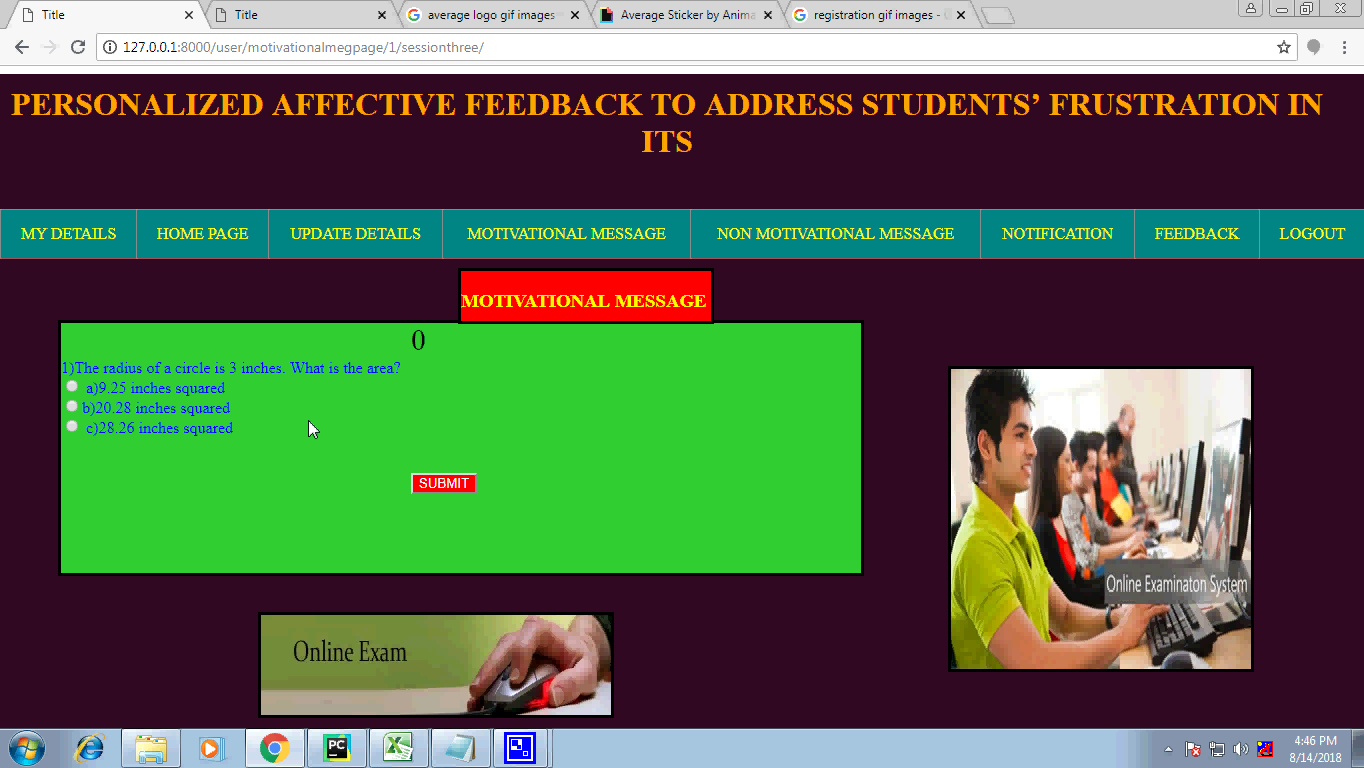 Title
Title
average logo gif images
Average Sticker by Anima
registration gif images -
127.0.0.1:8000/user/motivationalmegpage/1/sessionthree/
PERSONALIZED AFFECTIVE FEEDBACK TO ADDRESS STUDENTS’ FRUSTRATION IN
ITS
MY DETAILS
HOME PAGE
UPDATE DETAILS
MOTIVATIONAL MESSAGE
NON MOTIVATIONAL MESSAGE
NOTIFICATION
FEEDBACK
LOGOUT
MOTIVATIONAL MESSAGE
0
1)The radius of a circle is 3 inches. What is the area?
a)9.25 inches squared
b)20.28 inches squared
c)28.26 inches squared
SUBMIT
Online Examinaton System
Online Exam
PC
4:46 PM
8/14/2018